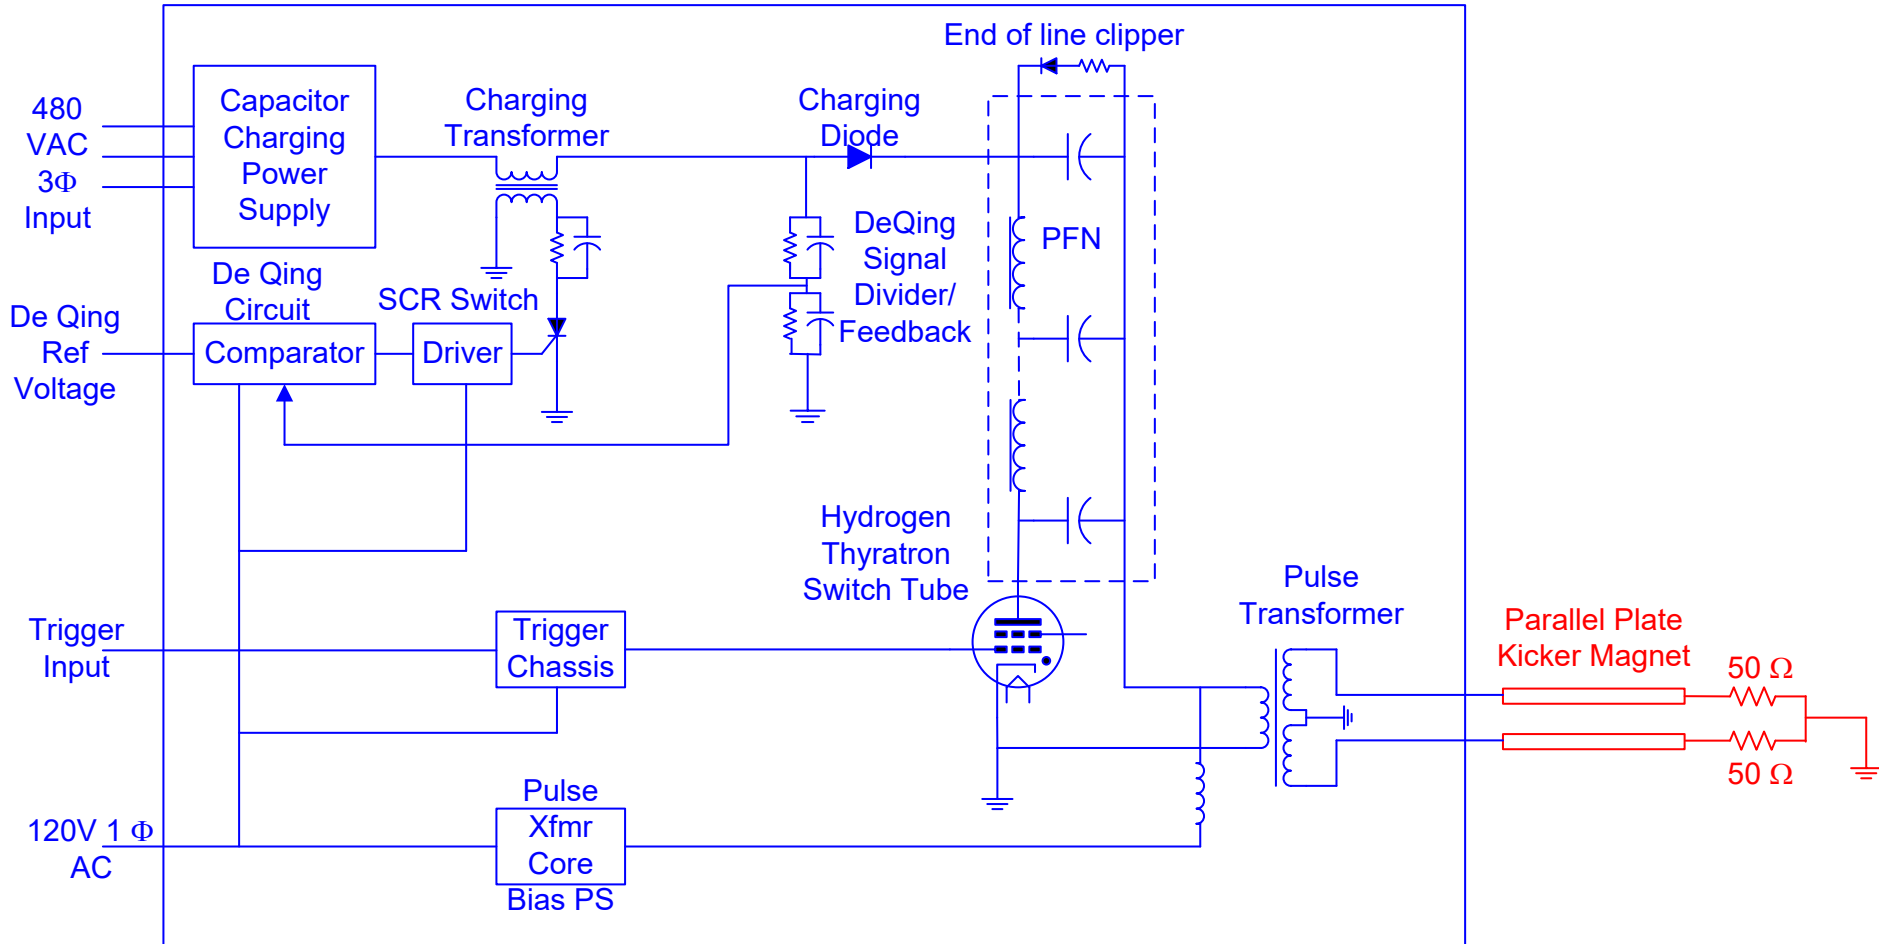 End of line clipper
480
VAC
3Φ
Input
Capacitor
Charging
Power
Supply
Charging
Transformer
Charging
Diode
DeQing
Signal
Divider/
Feedback
PFN
De Qing
Circuit
SCR Switch
De Qing
Ref
Voltage
Comparator
Driver
Hydrogen
Thyratron
Switch Tube
Pulse
Transformer
Parallel Plate
Kicker Magnet
50 Ω
50 Ω
Trigger
Input
Trigger
Chassis
120V 1 Φ
AC
Pulse
Xfmr
Core
Bias PS